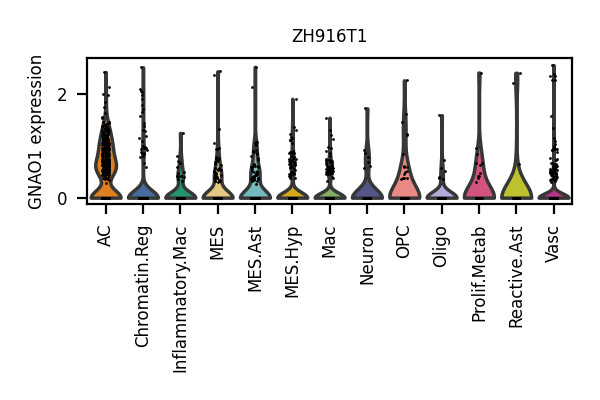 ZH916T1
GNAO1 expression
2
0
AC
Chromatin.Reg
Inflammatory.Mac
MES
MES.Ast
MES.Hyp
Mac
Neuron
OPC
Oligo
Prolif.Metab
Reactive.Ast
Vasc